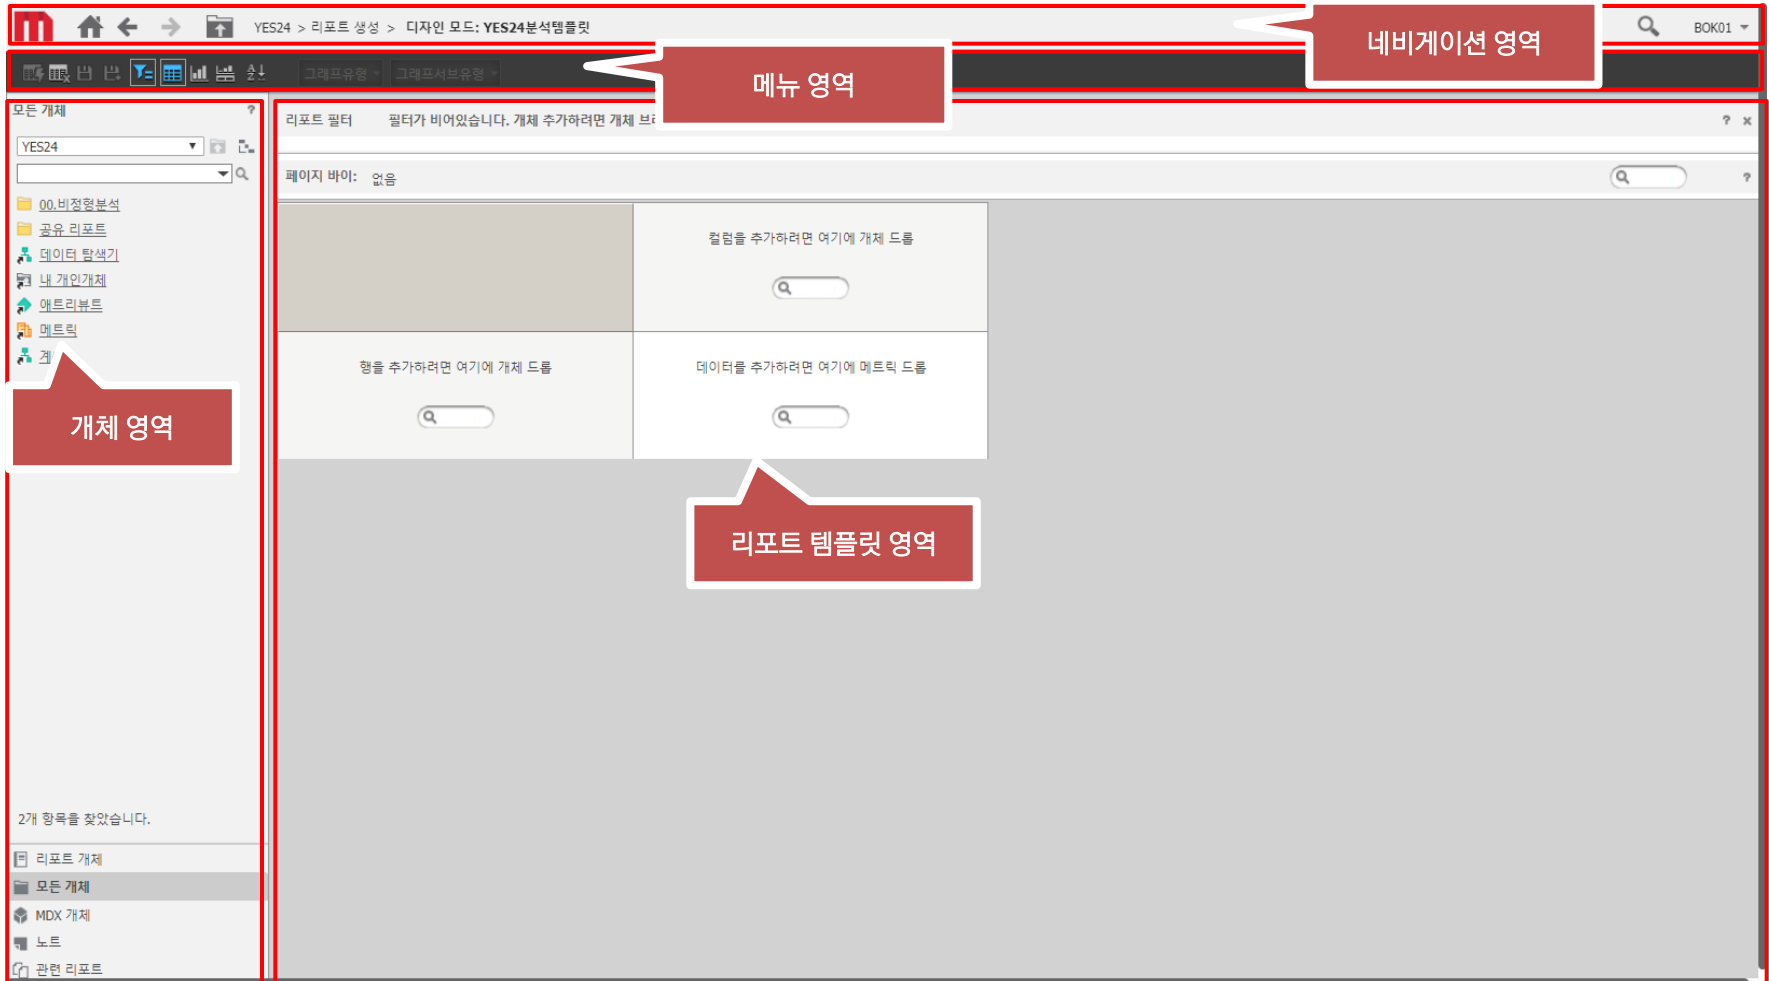 YES24 > 리포트 생성 > 디자인 모드: YES24분석템플릿
BOK01
네비게이션 영역
그래프유형
그래프서브유형
메뉴 영역
모든 개체
?
YES24
00.비정형분석
공유 리포트
데이터 탐색기
내 개인개체
애트리뷰트
메트릭
개체 영역
2개 항목을 찾았습니다.
리포트 개체
모든 개체
MDX 개체
노트
관련 리포트
리포트 필터 필터가 비어있습니다. 개체 추가하려면 개체
? x
페이지 바이: 없음
?
컬럼을 추가하려면 여기에 개체 드롭
행을 추가하려면 여기에 개체 드롭
데이터를 추가하려면 여기에 메트릭 드롭
리포트 템플릿 영역